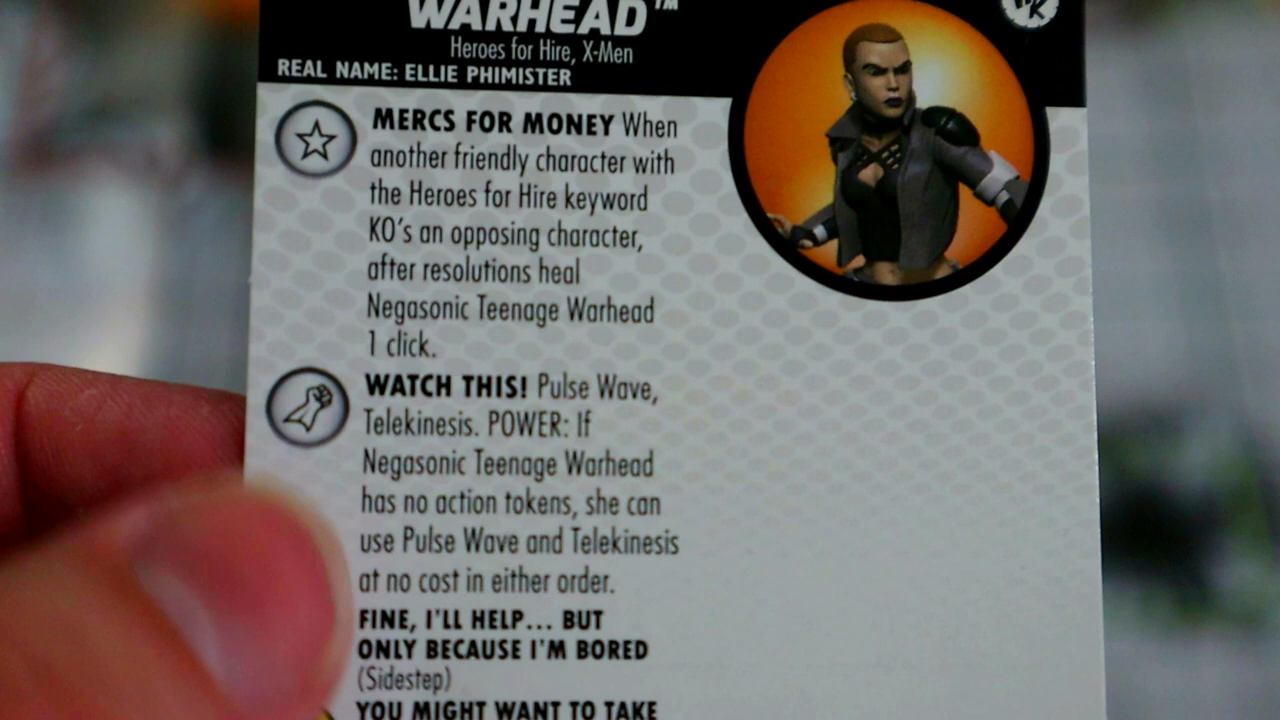 WARHEAD™
Heroes for Hire, X-Men
REAL NAME: ELLIE PHIMISTER
MERCS FOR MONEY When
another friendly character with
the Heroes for Hire keyword
KO's an opposing character,
after resolutions heal
Negasonic Teenage Warhead
1 click.
WATCH THIS! Pulse Wave,
Telekinesis. POWER: If
Negasonic Teenage Warhead
has no action tokens, she can
use Pulse Wave and Telekinesis
at no cost in either order.
FINE, I'LL HELP... BUT
ONLY BECAUSE I'M BORED
(Sidestep)
YOU MIGHT WANT TO TAKE